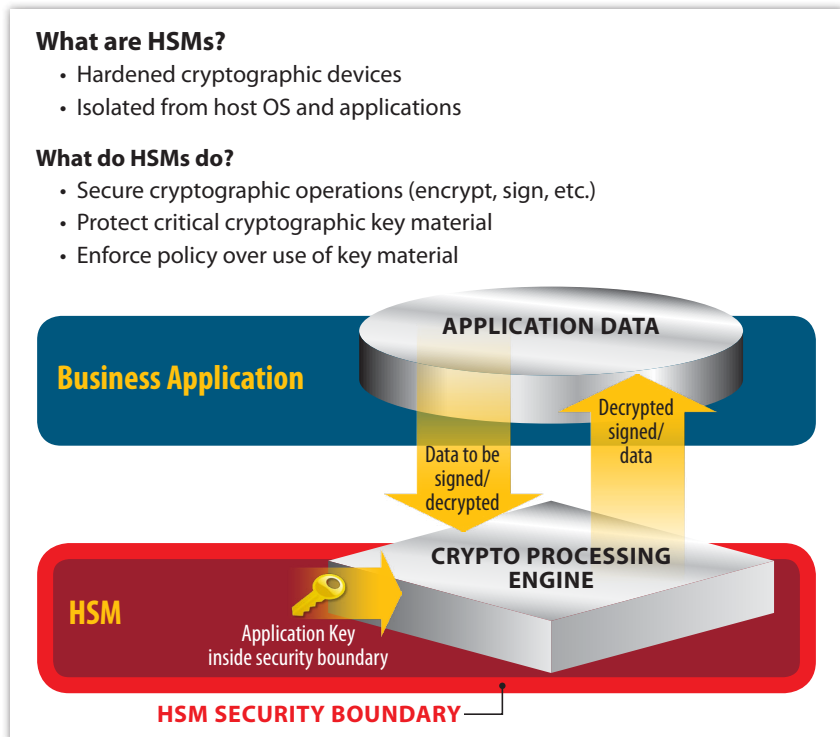 What are HSMs?
• Hardened cryptographic devices
• Isolated from host OS and applications
What do HSMs do?
• Secure cryptographic operations (encrypt, sign, etc.)
• Protect critical cryptographic key material
• Enforce policy over use of key material
APPLICATION DATA
Business Application
Data to be
signed/
decrypted
Decrypted
signed/
data
CRYPTO PROCESSING
ENGINE
HSM
Application Key
inside security boundary
HSM SECURITY BOUNDARY